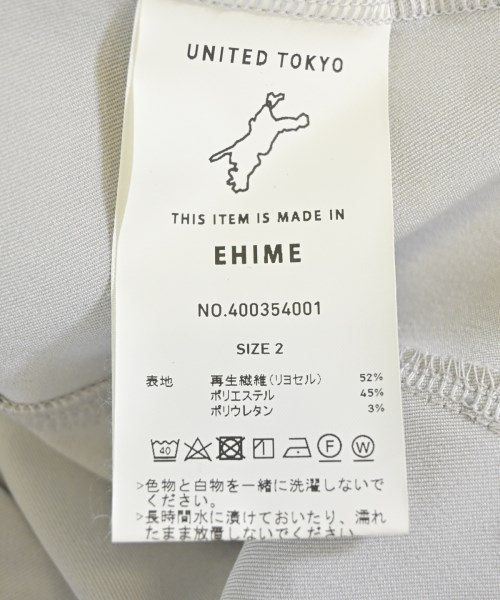 UNITED TOKYO
THIS ITEM IS MADE IN
EHIME
NO.400354001
SIZE 2
表地 再生繊維(リヨセル) 52%
ポリエステル 45%
ポリウレタン 3%
40 F W
>色物と白物を一緒に洗濯しないで
ください。
>長時間水に漬けておいたり、濡れ
たまま放置しないでください。